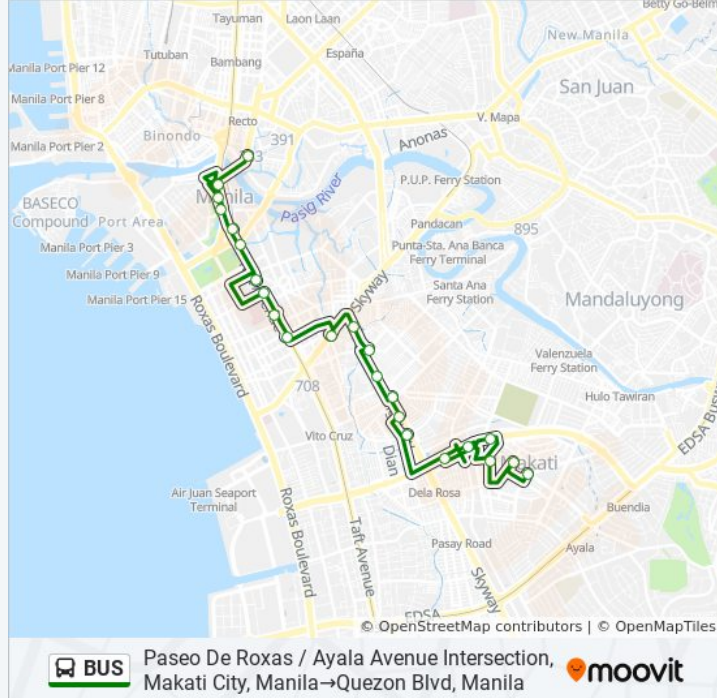 Tayuman
Laon Laan
Betty Go-Belm
New Manila
España
Tutuban
Bambang
Manila Port Pier 12
San Juan
Manila Port Pier 8
V. Mapa
Recto
391
Binondo
Anonas
Manila Port Pier 2
P.U.P. Ferry Station
Manila
BASECO
Compound
Port Area
Pasig River
Pandacan
895
Manila Port Pier 3
Punta-Sta. Ana Banca
Ferry Terminal
Manila Port Pier 9
Skyway
Santa Ana
Ferry Station
Manila Port Pier 15
Mandaluyong
Roxas Boulevard
Valenzuela
Ferry Station
708
Hulo Tawiran
EDSA Busw
Vito Cruz
Dian
Makati
Air Juan Seaport
Terminal
Dela Rosa
Buendia
Roxas Boulevard
Taft Avenue
Pasay Road
Ayala
Skyway
EDSA
© OpenStreetMap contributors | © OpenMapTiles
BUS
Paseo De Roxas / Ayala Avenue Intersection,
Makati City, Manila→Quezon Blvd, Manila
moovit